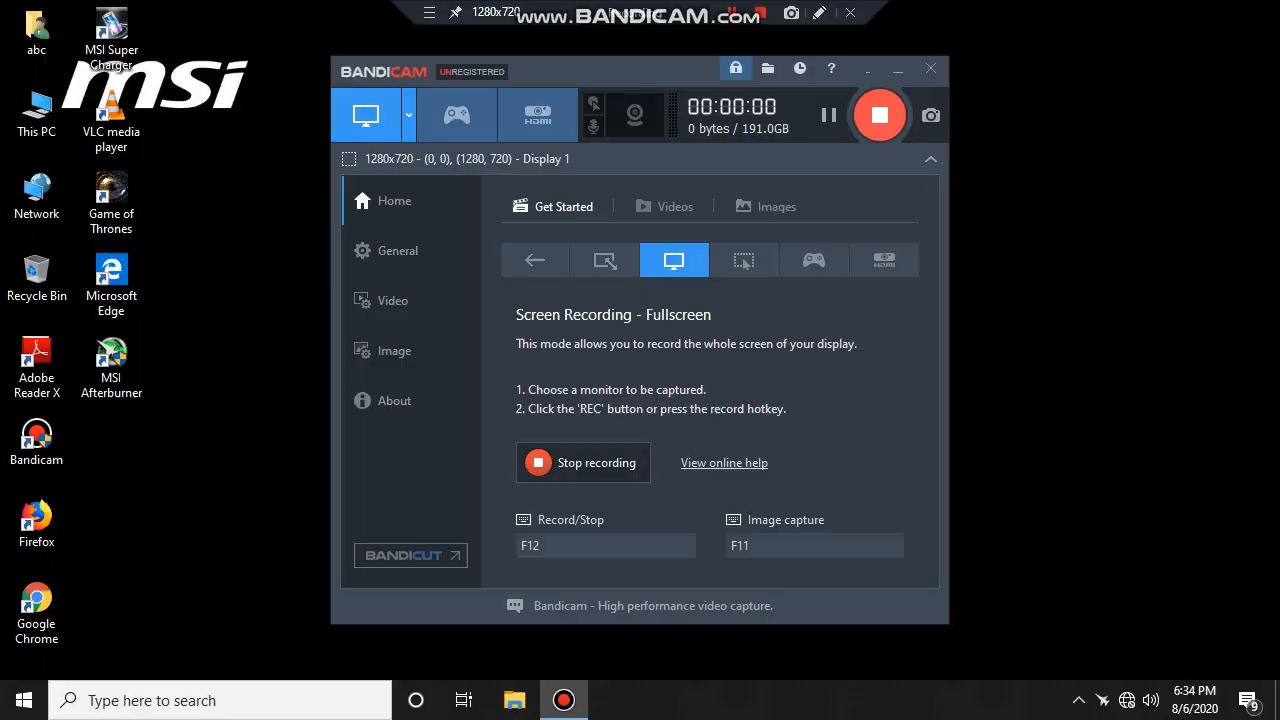 1280x720
www.BANDICAM.com
abc
MSI Super
Charger
msi
This PC
VLC media
player
Network
Game of
Thrones
Recycle Bin
Microsoft
Edge
Adobe
Reader X
MSI
Afterburner
Bandicam
Firefox
Google
Chrome
BANDICAM UNREGISTERED
HDMI
00:00:00
0 bytes / 191.0GB
1280x720 - (0, 0), (1280, 720) - Display 1
Home
General
Video
Image
About
BANDICUT
Get Started
Videos
Images
HDMI
Screen Recording - Fullscreen
This mode allows you to record the whole screen of your display.
1. Choose a monitor to be captured.
2. Click the 'REC' button or press the record hotkey.
Stop recording
View online help
Record/Stop
Image capture
F12
F11
Bandicam - High performance video capture.
Type here to search
6:34 PM
8/6/2020
9